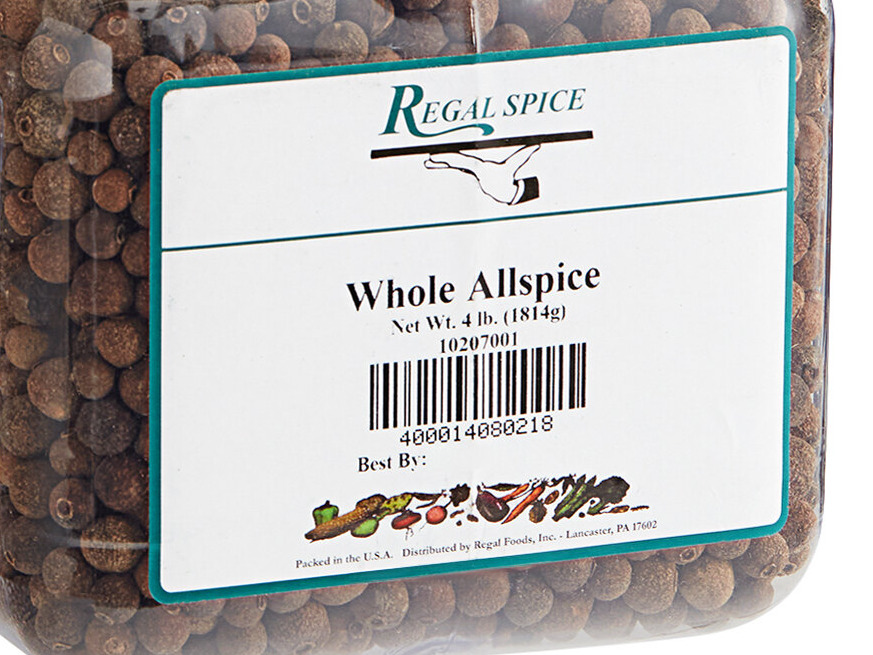 REGAL SPICE
Whole Allspice
Net Wt. 4 lb. (1814g)
10207001
400014080218
Best By:
Packed in the U.S.A. Distributed by Regal Foods, Inc. - Lancaster, PA 17602